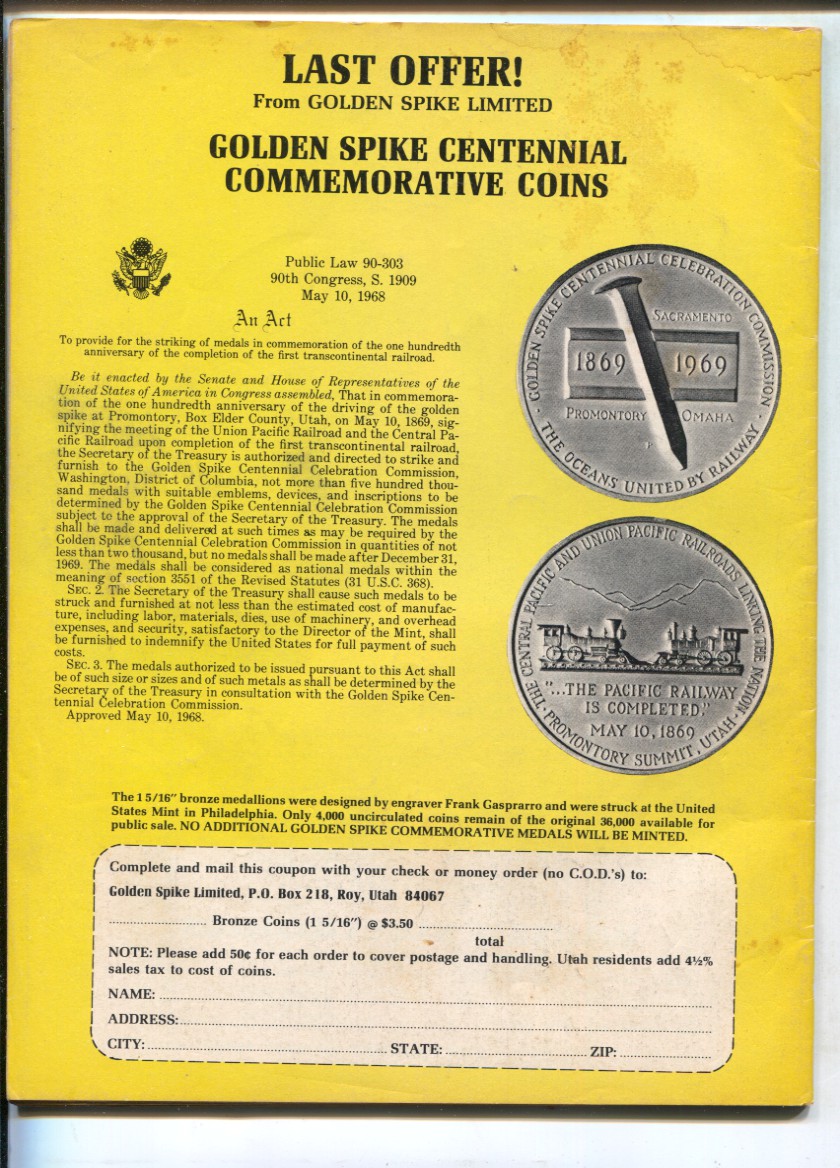 LAST OFFER!
From GOLDEN SPIKE LIMITED
GOLDEN SPIKE CENTENNIAL
COMMEMORATIVE COINS
Public Law 90-303
90th Congress, S. 1909
May 10, 1968
An Act
To provide for the striking of medals in commemoration of the one hundredth
anniversary of the completion of the first transcontinental railroad.
Be it enacted by the Senate and House of Representatives of the
United States of America in Congress assembled, That in commemora-
tion of the one hundredth anniversary of the driving of the golden
spike at Promontory, Box Elder County, Utah, on May 10, 1869, sig-
nifying the meeting of the Union Pacific Railroad and the Central Pa-
cific Railroad upon completion of the first transcontinental railroad,
the Secretary of the Treasury is authorized and directed to strike and
furnish to the Golden Spike Centennial Celebration Commission,
Washington, District of Columbia, not more than five hundred thou-
sand medals with suitable emblems, devices, and inscriptions to be
determined by the Golden Spike Centennial Celebration Commission
subject to the approval of the Secretary of the Treasury. The medals
shall be made and delivered at such times as may be required by the
Golden Spike Centennial Celebration Commission in quantities of not
less than two thousand, but no medals shall be made after December 31,
1969. The medals shall be considered as national medals within the
meaning of section 3551 of the Revised Statutes (31 U.S.C. 368).
SEC. 2. The Secretary of the Treasury shall cause such medals to be
struck and furnished at not less than the estimated cost of manufac-
ture, including labor, materials, dies, use of machinery, and overhead
expenses, and security, satisfactory to the Director of the Mint, shall
be furnished to indemnify the United States for full payment of such
costs.
SEC. 3. The medals authorized to be issued pursuant to this Act shall
be of such size or sizes and of such metals as shall be determined by the
Secretary of the Treasury in consultation with the Golden Spike Cen-
tennial Celebration Commission.
Approved May 10, 1968.
· GOLDEN SPIKE CENTENNIAL CELEBRATION COMMISSION ·
SACRAMENTO
1869 1969
PROMONTORY OMAHA
P
THE OCEANS UNITED BY RAILWAY
THE CENTRAL PACIFIC AND UNION PACIFIC RAILROADS LINKING THE NATION
"...THE PACIFIC RAILWAY
IS COMPLETED."
MAY 10, 1869
· PROMONTORY SUMMIT, UTAH ·
The 1 5/16" bronze medallions were designed by engraver Frank Gasprarro and were struck at the United
States Mint in Philadelphia. Only 4,000 uncirculated coins remain of the original 36,000 available for
public sale. NO ADDITIONAL GOLDEN SPIKE COMMEMORATIVE MEDALS WILL BE MINTED.
Complete and mail this coupon with your check or money order (no C.O.D.'s) to:
Golden Spike Limited, P.O. Box 218, Roy, Utah 84067
........................ Bronze Coins (1 5/16") @ $3.50 ................................
total
NOTE: Please add 50¢ for each order to cover postage and handling. Utah residents add 4½%
sales tax to cost of coins.
NAME: ................................
ADDRESS: ................................
CITY: ................................ STATE: ................................ ZIP: ........................